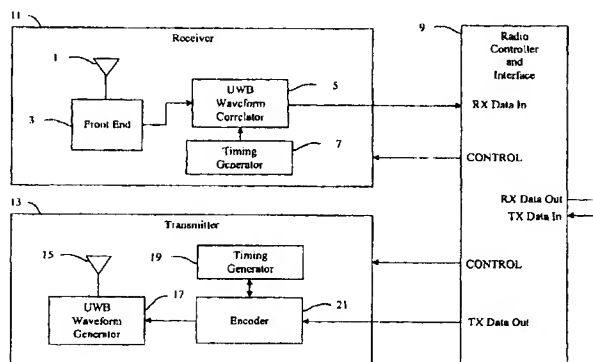 11
Receiver
9
Radio
Controller
and
Interface
1
UWB
Waveform
Correlator
5
3
Front End
RX Data In
Timing
Generator
7
CONTROL
13
RX Data Out
TX Data In
Transmitter
15
19
Timing
Generator
CONTROL
17
UWB
Waveform
Generator
Encoder
21
TX Data Out